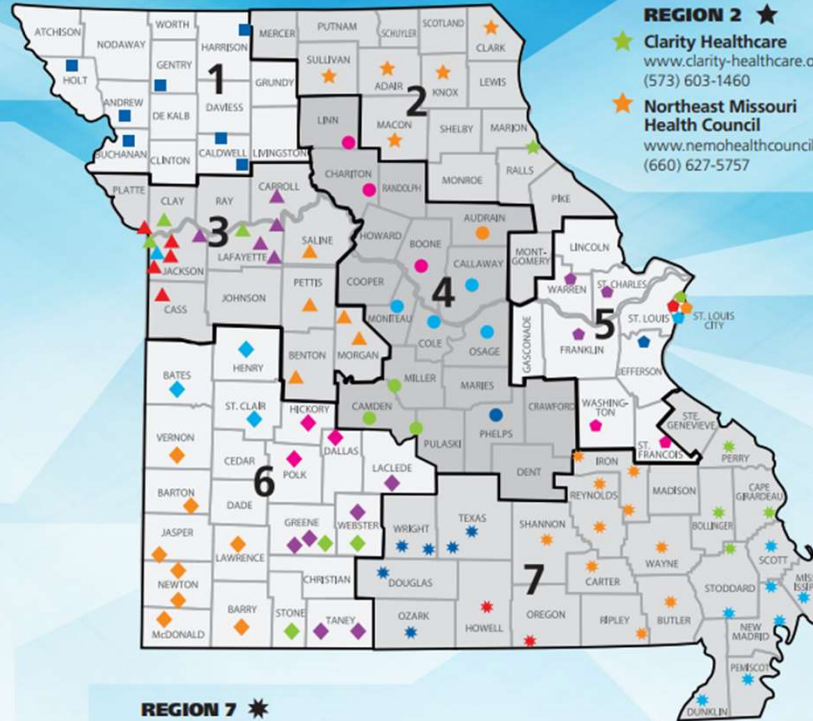 REGION 2
Clarity Healthcare
www.clarity-healthcare.o
(573) 603-1460
Northeast Missouri
Health Council
www.nemohealthcouncil
(660) 627-5757
ATCHISON
NODAWAY
WORTH
HARRISON
MERCER
PUTNAM
SCHUYLER
SCOTLAND
CLARK
HOLT
GENTRY
1
GRUNDY
SULLIVAN
ADAIR
KNOX
LEWIS
ANDREW
DE KALB
DAVIESS
2
LINN
MACON
SHELBY
MARION
BUCHANAN
CLINTON
CALDWELL
LIVINGSTON
RALLS
PLATTE
CLAY
RAY
CARROLL
CHARITON
RANDOLPH
MONROE
PIKE
3
SALINE
HOWARD
AUDRAIN
BOONE
JACKSON
LAFAYETTE
CALLAWAY
MONT-
GOMERY
LINCOLN
CASS
JOHNSON
PETTIS
COOPER
4
WARREN
ST. CHARLES
MONITEAU
COLE
OSAGE
GASCONADE
5
ST. LOUIS
ST. LOUIS
CITY
FRANKLIN
JEFFERSON
BATES
HENRY
BENTON
MORGAN
MILLER
MARIES
ST. CLAIR
HICKORY
CAMDEN
PULASKI
PHELPS
CRAWFORD
WASHING-
TON
ST.
FRANCOIS
STE.
GENEVIEVE
VERNON
CEDAR
POLK
DALLAS
LACLEDE
DENT
IRON
PERRY
6
BARTON
DADE
REYNOLDS
MADISON
CAPE
GIRARDEAU
JASPER
GREENE
WEBSTER
WRIGHT
TEXAS
SHANNON
BOLLINGER
LAWRENCE
WAYNE
SCOTT
NEWTON
CHRISTIAN
DOUGLAS
7
CARTER
STODDARD
MISS
ISSIP
McDONALD
BARRY
STONE
TANEY
OZARK
HOWELL
OREGON
RIPLEY
BUTLER
NEW
MADRID
PEMISCOT
DUNKLIN
REGION 7